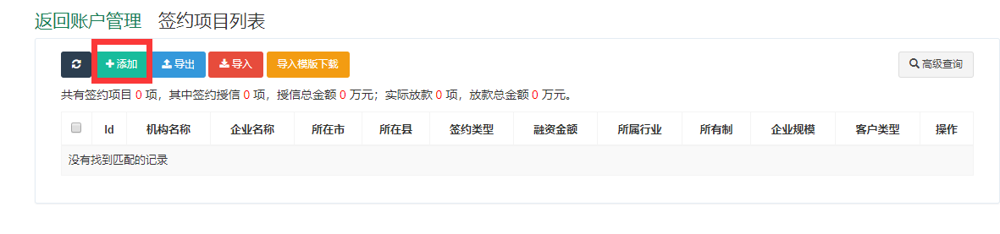 返回账户管理 签约项目列表
添加 导出 导入 导入模版下载 高级查询
共有签约项目 0 项，其中签约授信 0 项，授信总金额 0 万元；实际放款 0 项，放款总金额 0 万元。
Id 机构名称 企业名称 所在市 所在县 签约类型 融资金额 所属行业 所有制 企业规模 客户类型 操作
没有找到匹配的记录